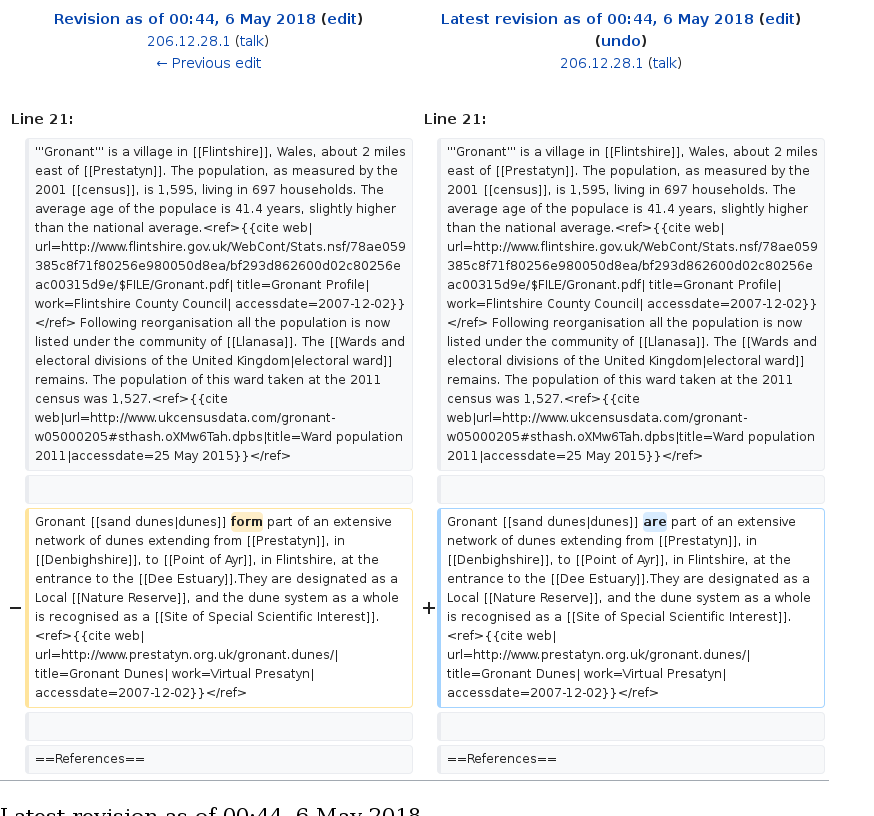 Revision as of 00:44, 6 May 2018 (edit)
206.12.28.1 (talk)
← Previous edit
Latest revision as of 00:44, 6 May 2018 (edit)
(undo)
206.12.28.1 (talk)
Line 21:
'''Gronant''' is a village in [[Flintshire]], Wales, about 2 miles
east of [[Prestatyn]]. The population, as measured by the
2001 [[census]], is 1,595, living in 697 households. The
average age of the populace is 41.4 years, slightly higher
than the national average.<ref>{{cite web|
url=http://www.flintshire.gov.uk/WebCont/Stats.nsf/78ae059
385c8f71f80256e980050d8ea/bf293d862600d02c80256e
ac00315d9e/$FILE/Gronant.pdf| title=Gronant Profile|
work=Flintshire County Council| accessdate=2007-12-02}}
</ref> Following reorganisation all the population is now
listed under the community of [[Llanasa]]. The [[Wards and
electoral divisions of the United Kingdom|electoral ward]]
remains. The population of this ward taken at the 2011
census was 1,527.<ref>{{cite
web|url=http://www.ukcensusdata.com/gronant-
w05000205#sthash.oXMw6Tah.dpbs|title=Ward population
2011|accessdate=25 May 2015}}</ref>
Line 21:
'''Gronant''' is a village in [[Flintshire]], Wales, about 2 miles
east of [[Prestatyn]]. The population, as measured by the
2001 [[census]], is 1,595, living in 697 households. The
average age of the populace is 41.4 years, slightly higher
than the national average.<ref>{{cite web|
url=http://www.flintshire.gov.uk/WebCont/Stats.nsf/78ae059
385c8f71f80256e980050d8ea/bf293d862600d02c80256e
ac00315d9e/$FILE/Gronant.pdf| title=Gronant Profile|
work=Flintshire County Council| accessdate=2007-12-02}}
</ref> Following reorganisation all the population is now
listed under the community of [[Llanasa]]. The [[Wards and
electoral divisions of the United Kingdom|electoral ward]]
remains. The population of this ward taken at the 2011
census was 1,527.<ref>{{cite
web|url=http://www.ukcensusdata.com/gronant-
w05000205#sthash.oXMw6Tah.dpbs|title=Ward population
2011|accessdate=25 May 2015}}</ref>
−
Gronant [[sand dunes|dunes]] form part of an extensive
network of dunes extending from [[Prestatyn]], in
[[Denbighshire]], to [[Point of Ayr]], in Flintshire, at the
entrance to the [[Dee Estuary]].They are designated as a
Local [[Nature Reserve]], and the dune system as a whole
is recognised as a [[Site of Special Scientific Interest]].
<ref>{{cite web|
url=http://www.prestatyn.org.uk/gronant.dunes/|
title=Gronant Dunes| work=Virtual Presatyn|
accessdate=2007-12-02}}</ref>
+
Gronant [[sand dunes|dunes]] are part of an extensive
network of dunes extending from [[Prestatyn]], in
[[Denbighshire]], to [[Point of Ayr]], in Flintshire, at the
entrance to the [[Dee Estuary]].They are designated as a
Local [[Nature Reserve]], and the dune system as a whole
is recognised as a [[Site of Special Scientific Interest]].
<ref>{{cite web|
url=http://www.prestatyn.org.uk/gronant.dunes/|
title=Gronant Dunes| work=Virtual Presatyn|
accessdate=2007-12-02}}</ref>
==References==
==References==
Latest revision as of 00:44, 6 May 2018